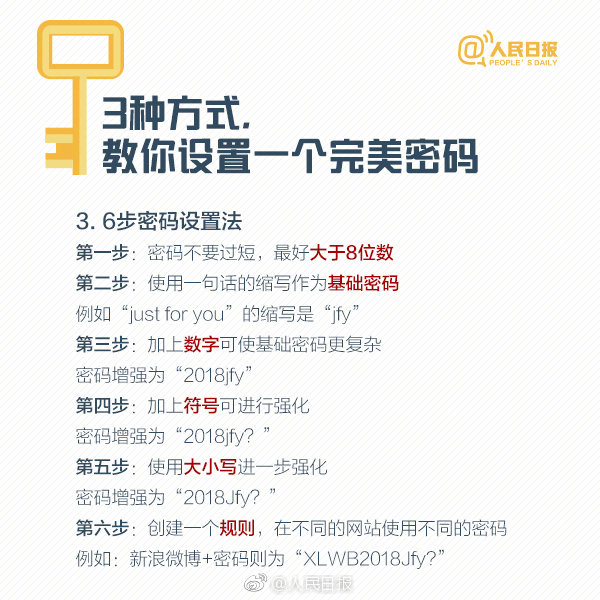 @人民日报
PEOPLE'S DAILY
3种方式,
教你设置一个完美密码
3. 6步密码设置法
第一步：密码不要过短，最好大于8位数
第二步：使用一句话的缩写作为基础密码
例如“just for you”的缩写是“jfy”
第三步：加上数字可使基础密码更复杂
密码增强为“2018jfy”
第四步：加上符号可进行强化
密码增强为“2018jfy？”
第五步：使用大小写进一步强化
密码增强为“2018Jfy？”
第六步：创建一个规则，在不同的网站使用不同的密码
例如：新浪微博+密码则为“XLWB2018Jfy?”
@人民日报